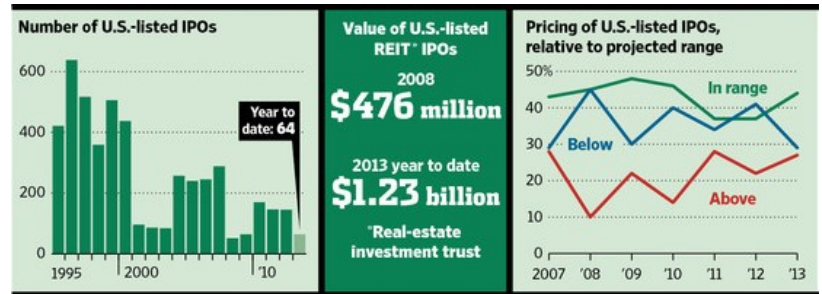 Number of U.S.-listed IPOs
600
400
200
0
1995
2000
'10
Year to
date: 64
Value of U.S.-listed
REIT* IPOs
2008
$476 million
2013 year to date
$1.23 billion
*Real-estate
investment trust
Pricing of U.S.-listed IPOs,
relative to projected range
50%
40
30
20
10
0
In range
Below
Above
2007 '08 '09 '10 '11 '12 '13